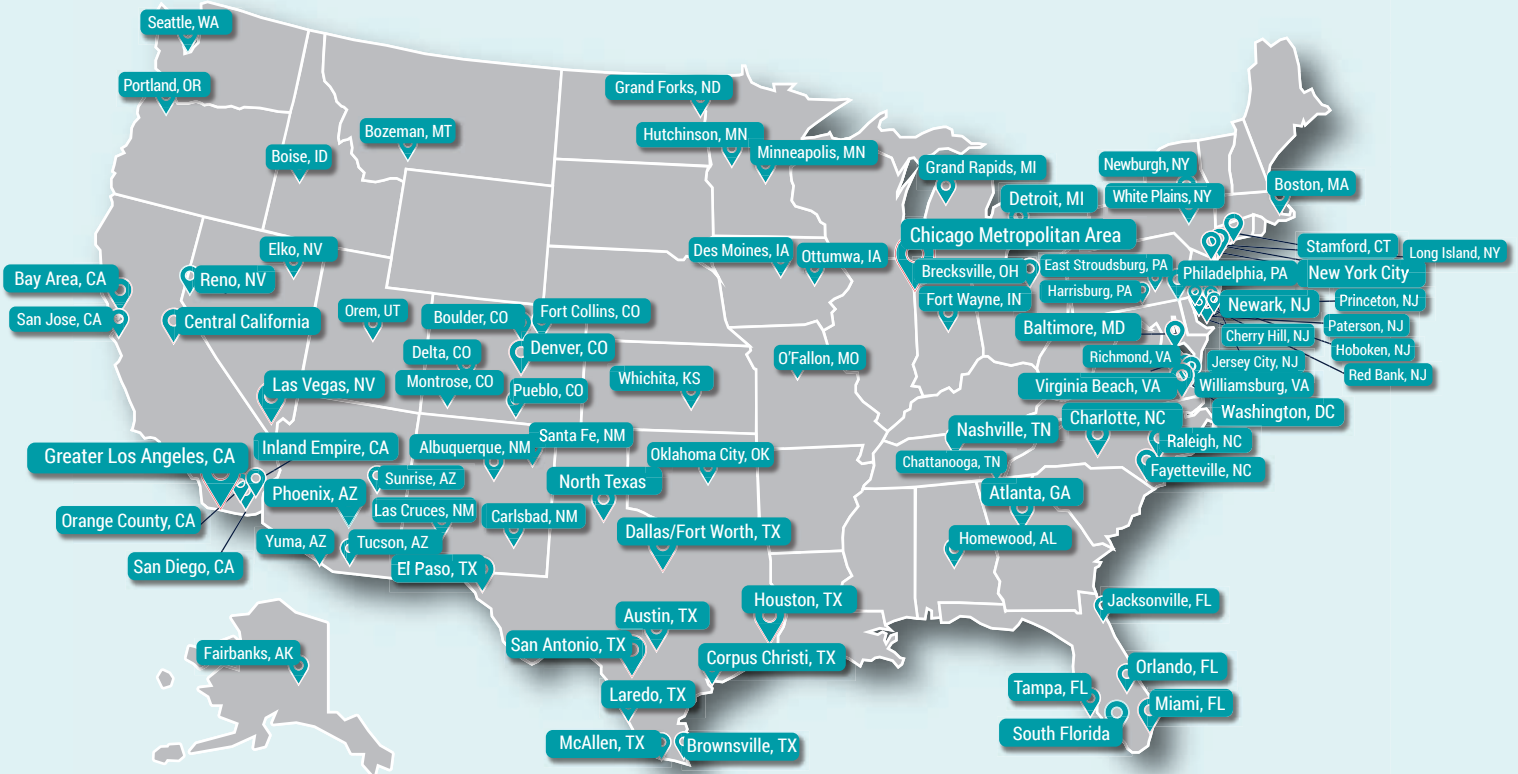 Seattle, WA
Portland, OR
Grand Forks, ND
Bozeman, MT
Hutchinson, MN
Minneapolis, MN
Boise, ID
Grand Rapids, MI
Newburgh, NY
Boston, MA
Detroit, MI
White Plains, NY
Chicago Metropolitan Area
Elko, NV
Des Moines, IA
Ottumwa, IA
Stamford, CT
Long Island, NY
Bay Area, CA
Reno, NV
Brecksville, OH
East Stroudsburg, PA
Philadelphia, PA
New York City
Harrisburg, PA
Fort Wayne, IN
Newark, NJ
Princeton, NJ
San Jose, CA
Central California
Orem, UT
Boulder, CO
Fort Collins, CO
Baltimore, MD
Paterson, NJ
Cherry Hill, NJ
Hoboken, NJ
Delta, CO
Denver, CO
O'Fallon, MO
Richmond, VA
Jersey City, NJ
Red Bank, NJ
Las Vegas, NV
Montrose, CO
Pueblo, CO
Whichita, KS
Virginia Beach, VA
Williamsburg, VA
Washington, DC
Charlotte, NC
Nashville, TN
Raleigh, NC
Greater Los Angeles, CA
Inland Empire, CA
Albuquerque, NM
Santa Fe, NM
Oklahoma City, OK
Chattanooga, TN
Fayetteville, NC
Sunrise, AZ
North Texas
Phoenix, AZ
Atlanta, GA
Las Cruces, NM
Carlsbad, NM
Orange County, CA
Dallas/Fort Worth, TX
Yuma, AZ
Tucson, AZ
Homewood, AL
San Diego, CA
El Paso, TX
Houston, TX
Jacksonville, FL
Austin, TX
San Antonio, TX
Fairbanks, AK
Corpus Christi, TX
Orlando, FL
Laredo, TX
Tampa, FL
Miami, FL
South Florida
McAllen, TX
Brownsville, TX